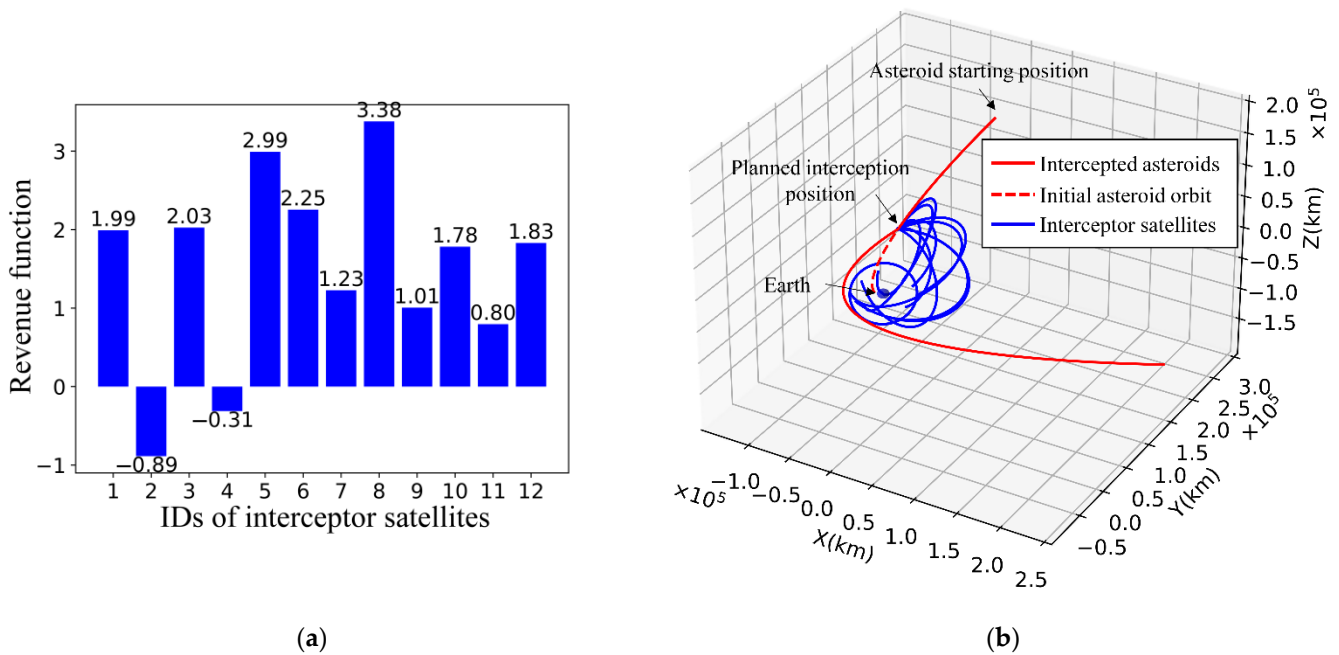 3.38
2.99
2.25
2.03
1.99
1.83
1.78
1.23
1.01
0.80
−0.31
−0.89
3
2
1
0
−1
Revenue function
1 2 3 4 5 6 7 8 9 10 11 12
IDs of interceptor satellites
(a)
Asteroid starting position
Planned interception
position
Earth
Intercepted asteroids
Initial asteroid orbit
Interceptor satellites
×10⁵
2.0
1.5
1.0
0.5
0.0
−0.5
−1.0
−1.5
Z(km)
×10⁵
3.0
2.5
2.0
1.5
1.0
0.5
0.0
−0.5
Y(km)
×10⁵
−1.0
−0.5
0.0
0.5
1.0
1.5
2.0
2.5
X(km)
(b)